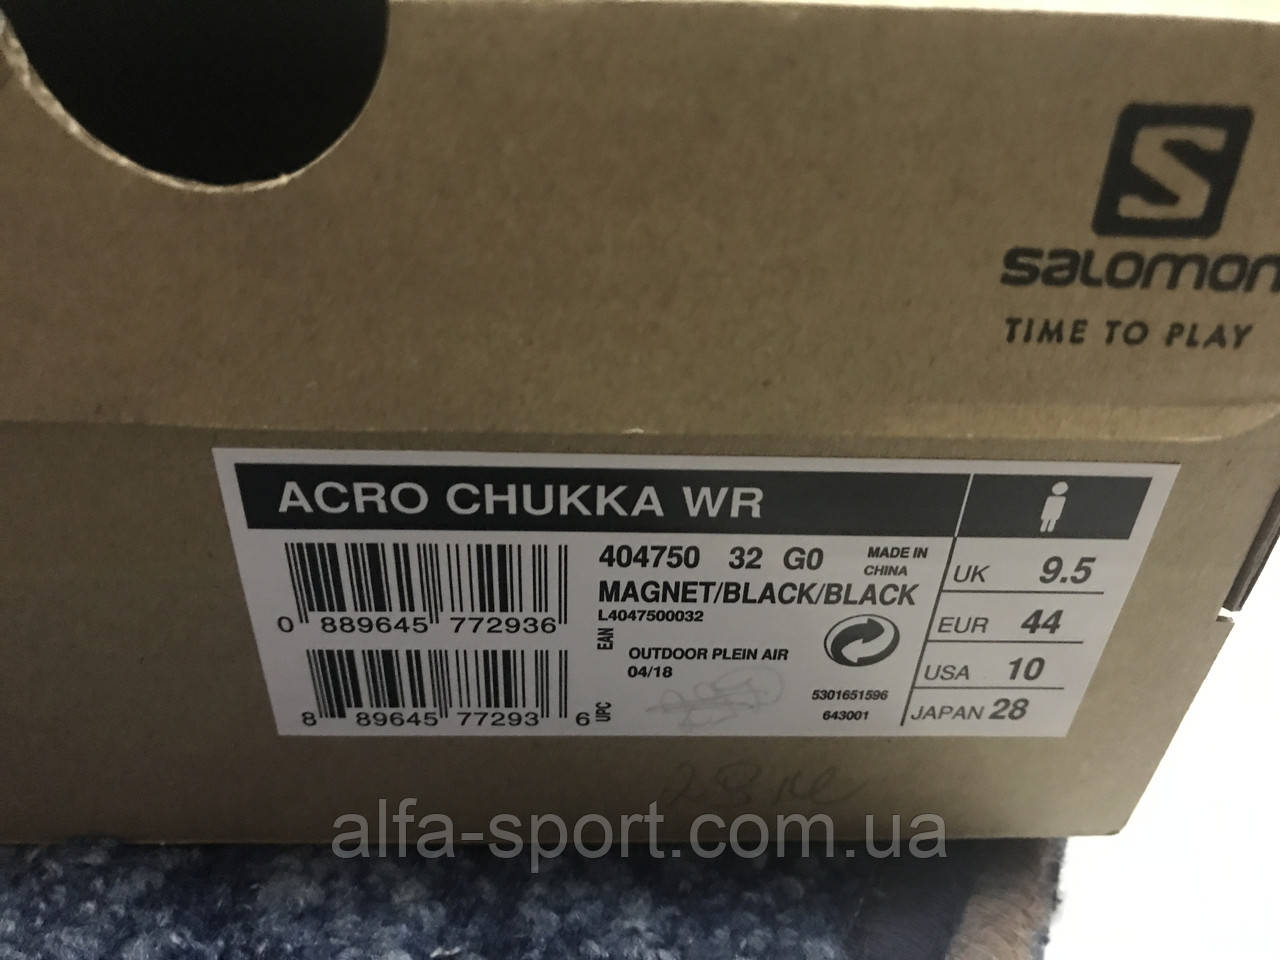 S
SALOMON
TIME TO PLAY
ACRO CHUKKA WR
404750 32 G0 MADE IN CHINA
MAGNET/BLACK/BLACK
L4047500032
0 889645 772936 EAN
OUTDOOR PLEIN AIR
04/18
8 89645 77293 6 UPC
5301651596
643001
UK 9.5
EUR 44
USA 10
JAPAN 28
alfa-sport.com.ua